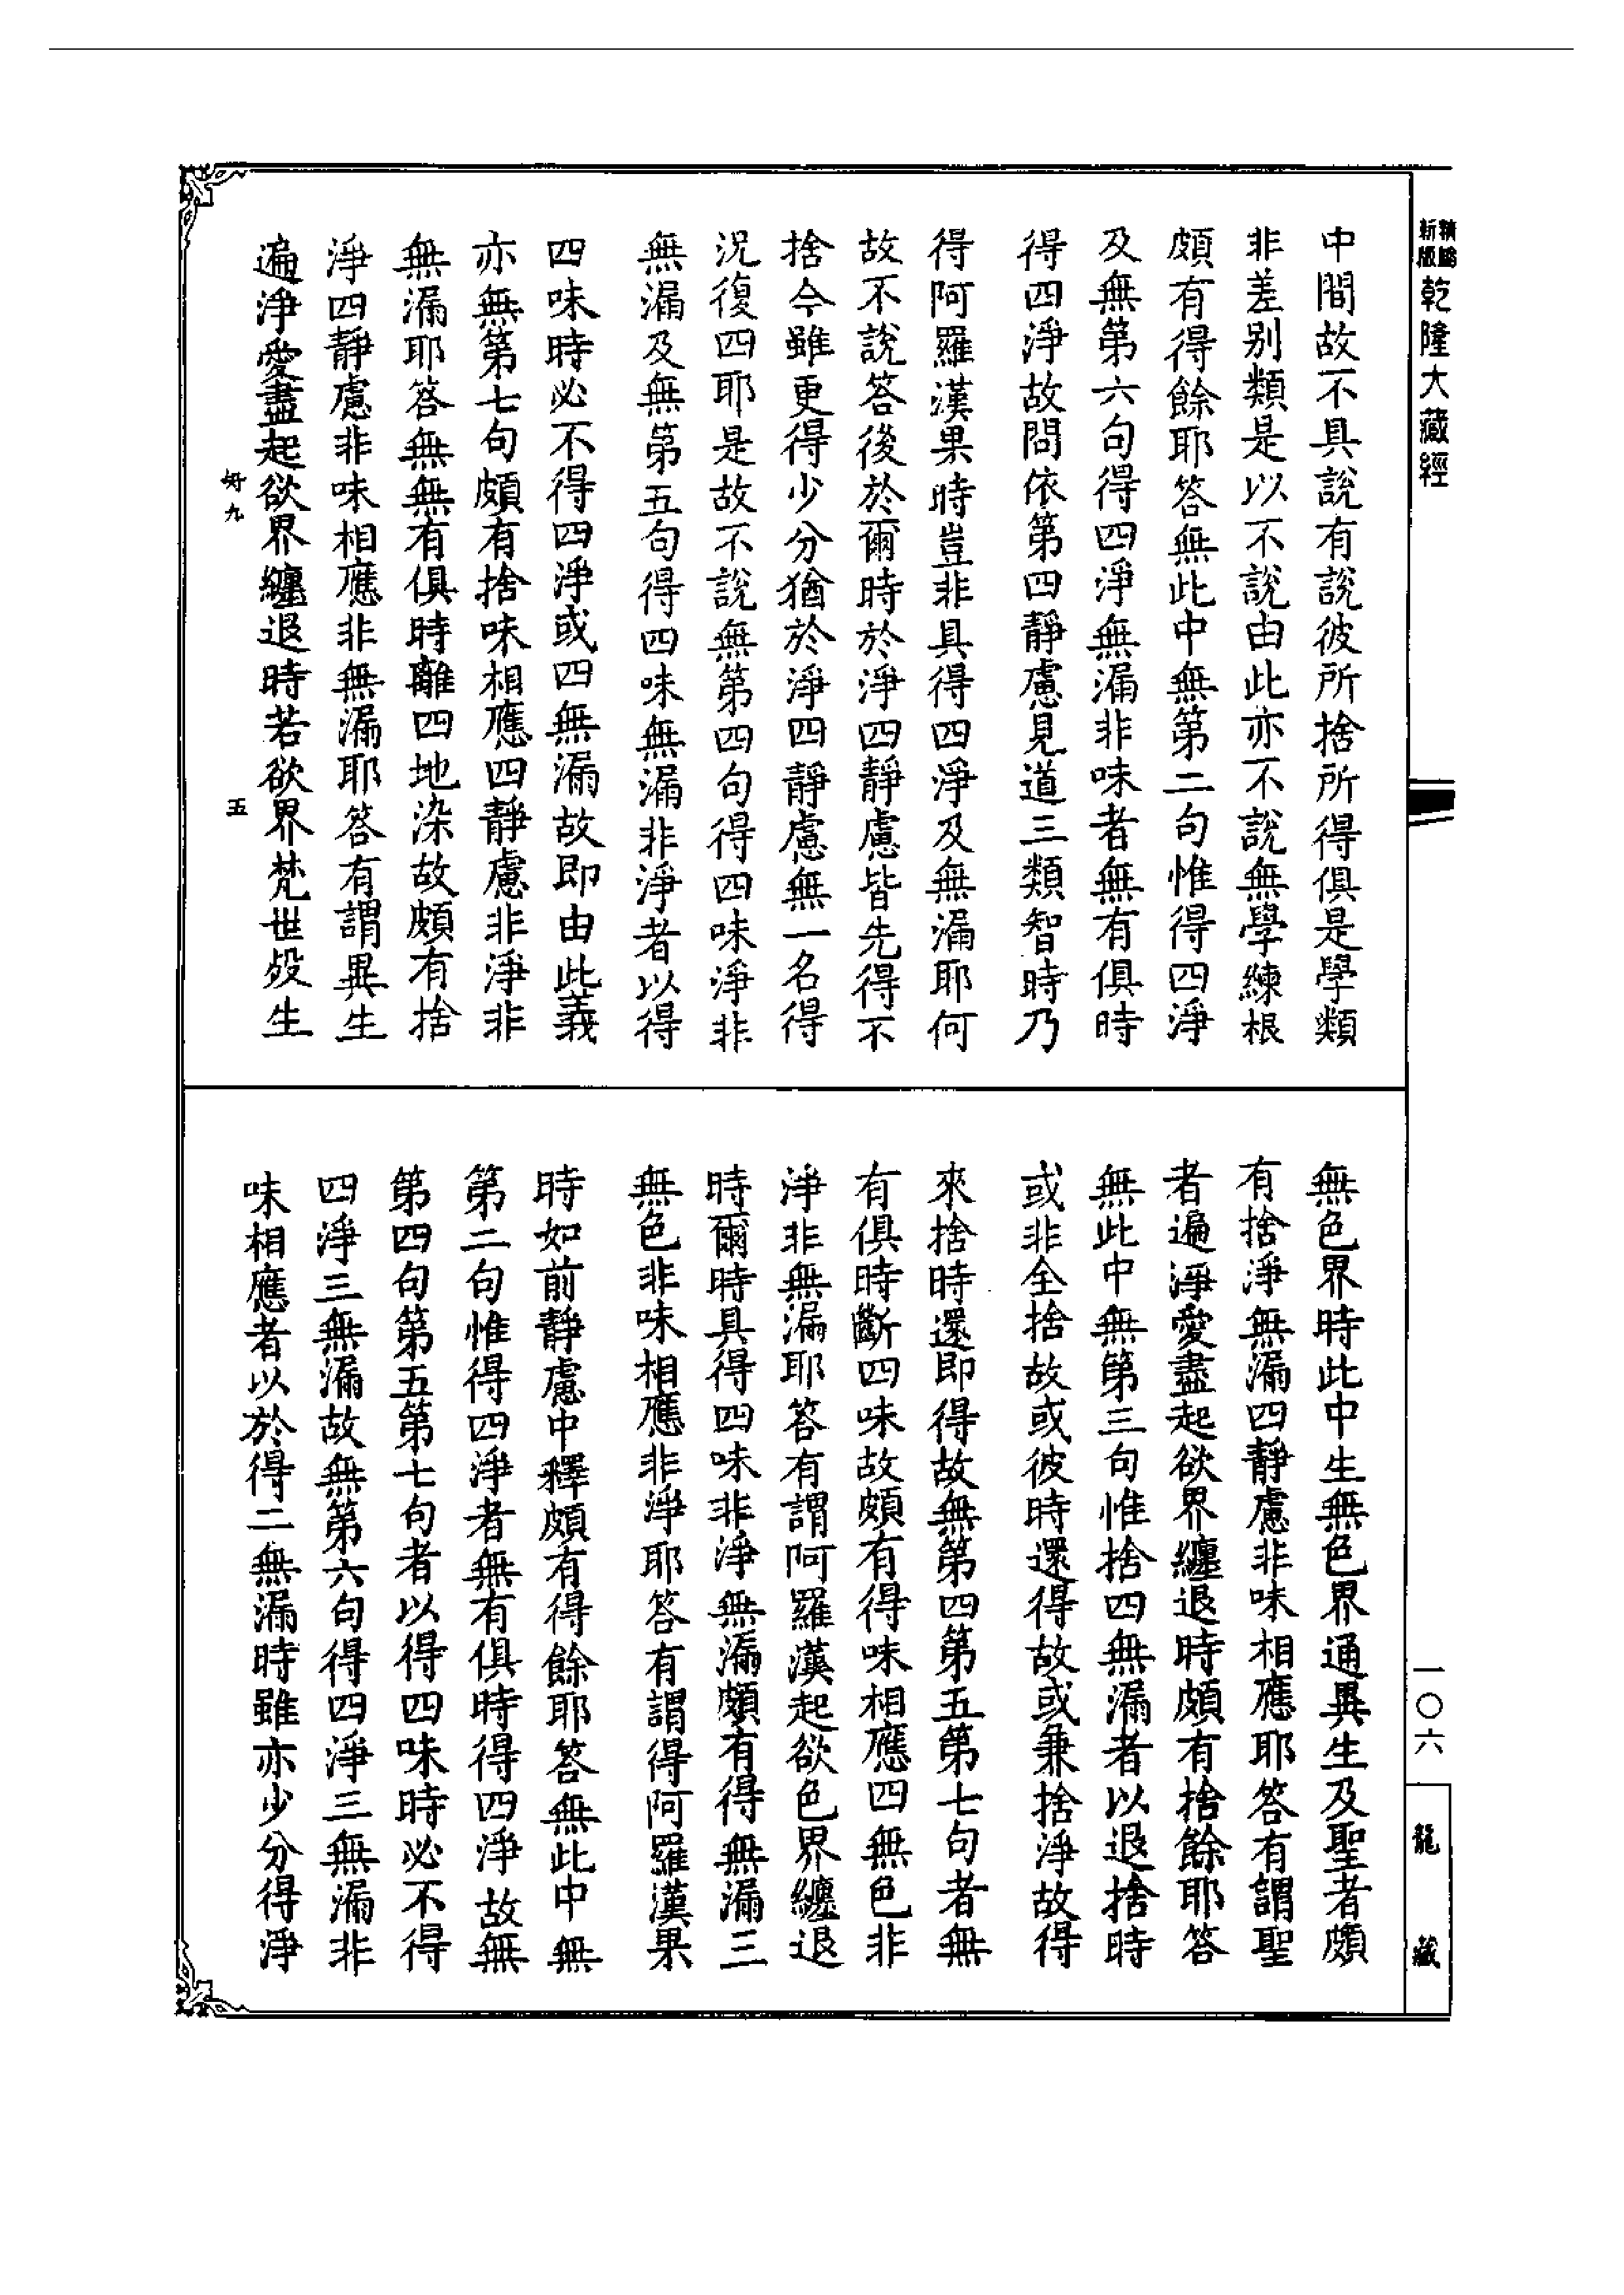 新版
精縮
乾隆大藏經
中間故不具說有說彼所捨所得俱是學類
非差别類是以不說由此亦不說無學練根
頗有得餘耶答無此中無第二句惟得四淨
及無第六句得四淨無漏非味者無有俱時
得四淨故問依第四靜慮見道三類智時乃
得阿羅漢果時豈非具得四淨及無漏耶何
故不說答後於爾時於淨四靜慮皆先得不
捨今雖更得少分猶於淨四靜慮無一名得
況復四耶是故不說無第四句得四味淨非
無漏及無第五句得四味無漏非淨者以得
四味時必不得四淨或四無漏故即由此義
亦無第七句頗有捨味相應四靜慮非淨非
無漏耶答無無有俱時離四地染故頗有捨
淨四靜慮非味相應非無漏耶答有謂異生
遍淨愛盡起欲界纏退時若欲界梵世歿生
九
五
無色界時此中生無色界通異生及聖者頗
有捨淨無漏四靜慮非味相應耶答有謂聖
者遍淨愛盡起欲界纏退時頗有捨餘耶答
無此中無第三句惟捨四無漏者以退捨時
或非全捨故或彼時還得故或兼捨淨故得
來捨時還即得故無第四第五第七句者無
有俱時斷四味故頗有得味相應四無色非
淨非無漏耶答有謂阿羅漢起欲色界纏退
時爾時具得四味非淨無漏頗有得無漏三
無色非味相應非淨耶答有謂得阿羅漢果
時如前靜慮中釋頗有得餘耶答無此中無
第二句惟得四淨者無有俱時得四淨故無
第四句第五第七句者以得四味時必不得
四淨三無漏故無第六句得四淨三無漏非
味相應者以於得二無漏時雖亦少分得淨
一〇六
龍藏